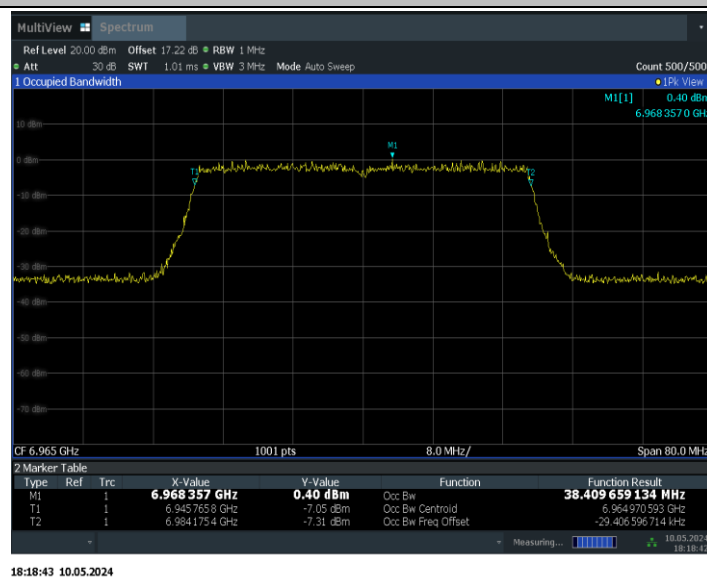 MultiView Spectrum
Ref Level 20.00 dBm Offset 17.22 dB RBW 1 MHz
Att 30 dB SWT 1.01 ms VBW 3 MHz Mode Auto Sweep Count 500/500
1 Occupied Bandwidth 1Pk View
M1[1] 0.40 dBm
6.968 357 0 GHz
10 dBm
M1
0 dBm
T1 T2
-10 dBm
-20 dBm
-30 dBm
-40 dBm
-50 dBm
-60 dBm
-70 dBm
CF 6.965 GHz 1001 pts 8.0 MHz/ Span 80.0 MHz
2 Marker Table
Type Ref Trc X-Value Y-Value Function Function Result
M1 1 6.968 357 GHz 0.40 dBm Occ Bw 38.409 659 134 MHz
T1 1 6.945 765 8 GHz -7.05 dBm Occ Bw Centroid 6.964 970 593 GHz
T2 1 6.984 175 4 GHz -7.31 dBm Occ Bw Freq Offset -29.406 596 714 kHz
Measuring... 10.05.2024
18:18:42
18:18:43 10.05.2024